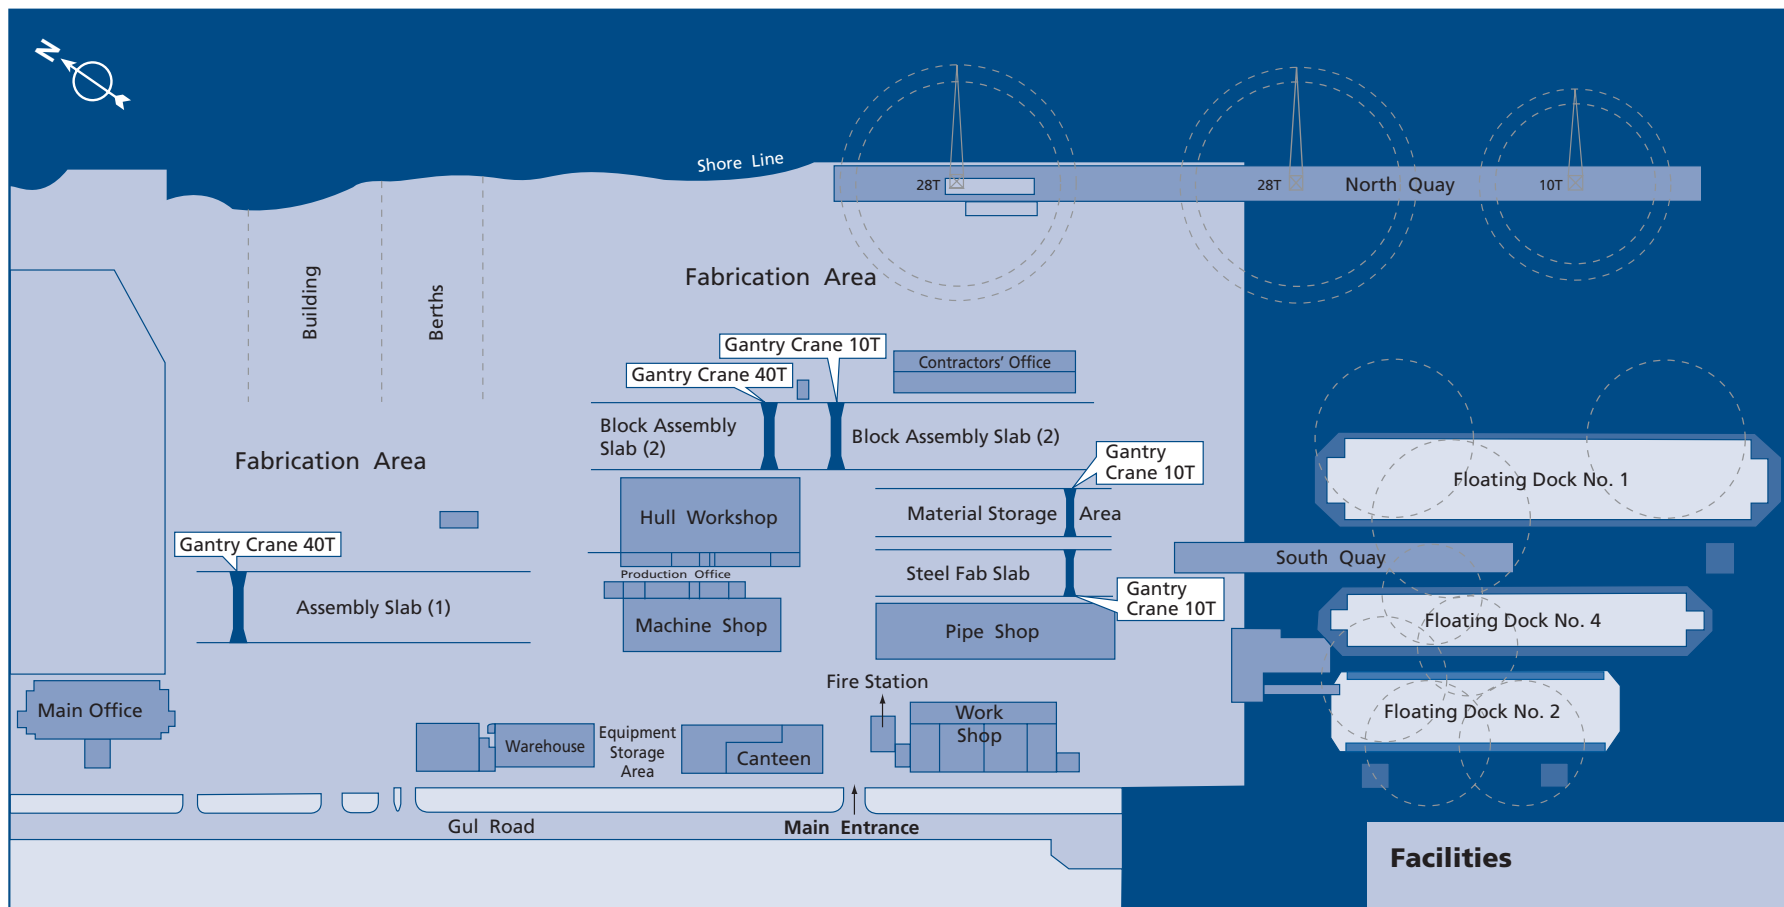 N
Shore Line
28T
28T
North Quay
10T
Building
Berths
Fabrication Area
Gantry Crane 10T
Gantry Crane 40T
Contractors' Office
Block Assembly
Slab (2)
Block Assembly Slab (2)
Fabrication Area
Gantry
Crane 10T
Floating Dock No. 1
Hull Workshop
Material Storage Area
Gantry Crane 40T
South Quay
Production Office
Steel Fab Slab
Gantry
Crane 10T
Assembly Slab (1)
Machine Shop
Pipe Shop
Floating Dock No. 4
Fire Station
Main Office
Work
Shop
Floating Dock No. 2
Warehouse
Equipment
Storage
Area
Canteen
Gul Road
Main Entrance
Facilities